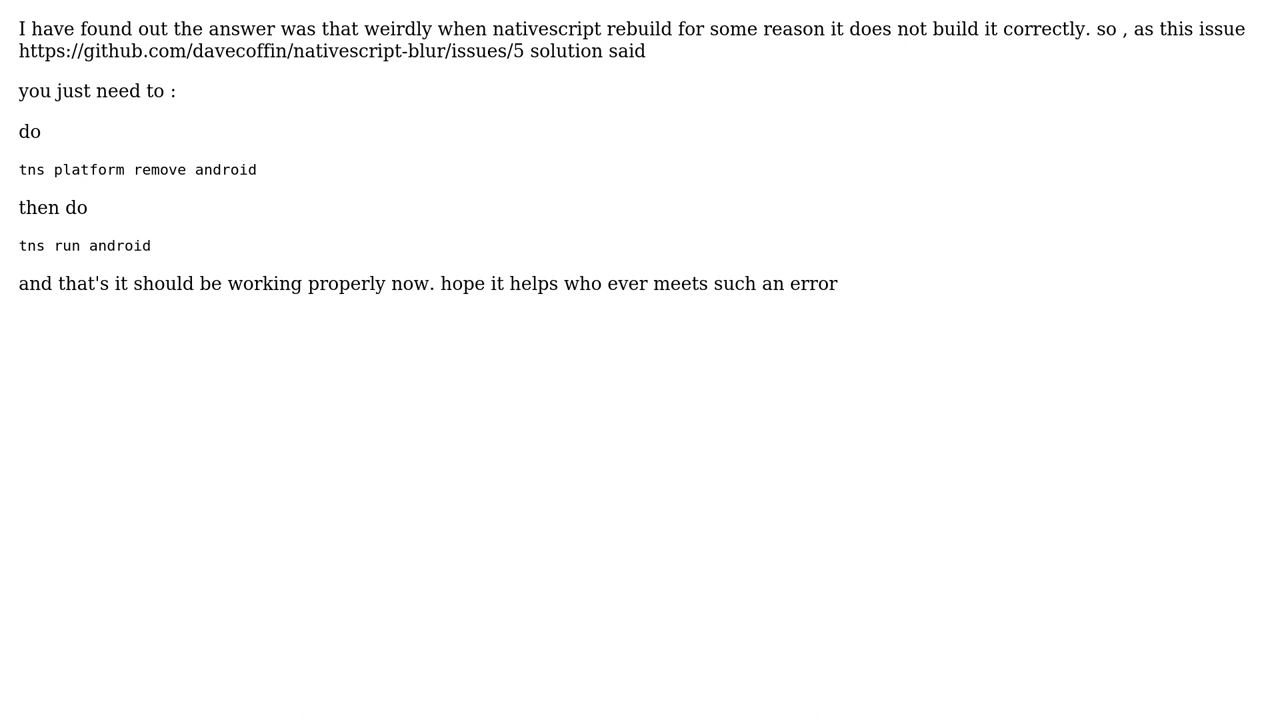 I have found out the answer was that weirdly when nativescript rebuild for some reason it does not build it correctly. so , as this issue
https://github.com/davecoffin/nativescript-blur/issues/5 solution said
you just need to :
do
tns platform remove android
then do
tns run android
and that's it should be working properly now. hope it helps who ever meets such an error